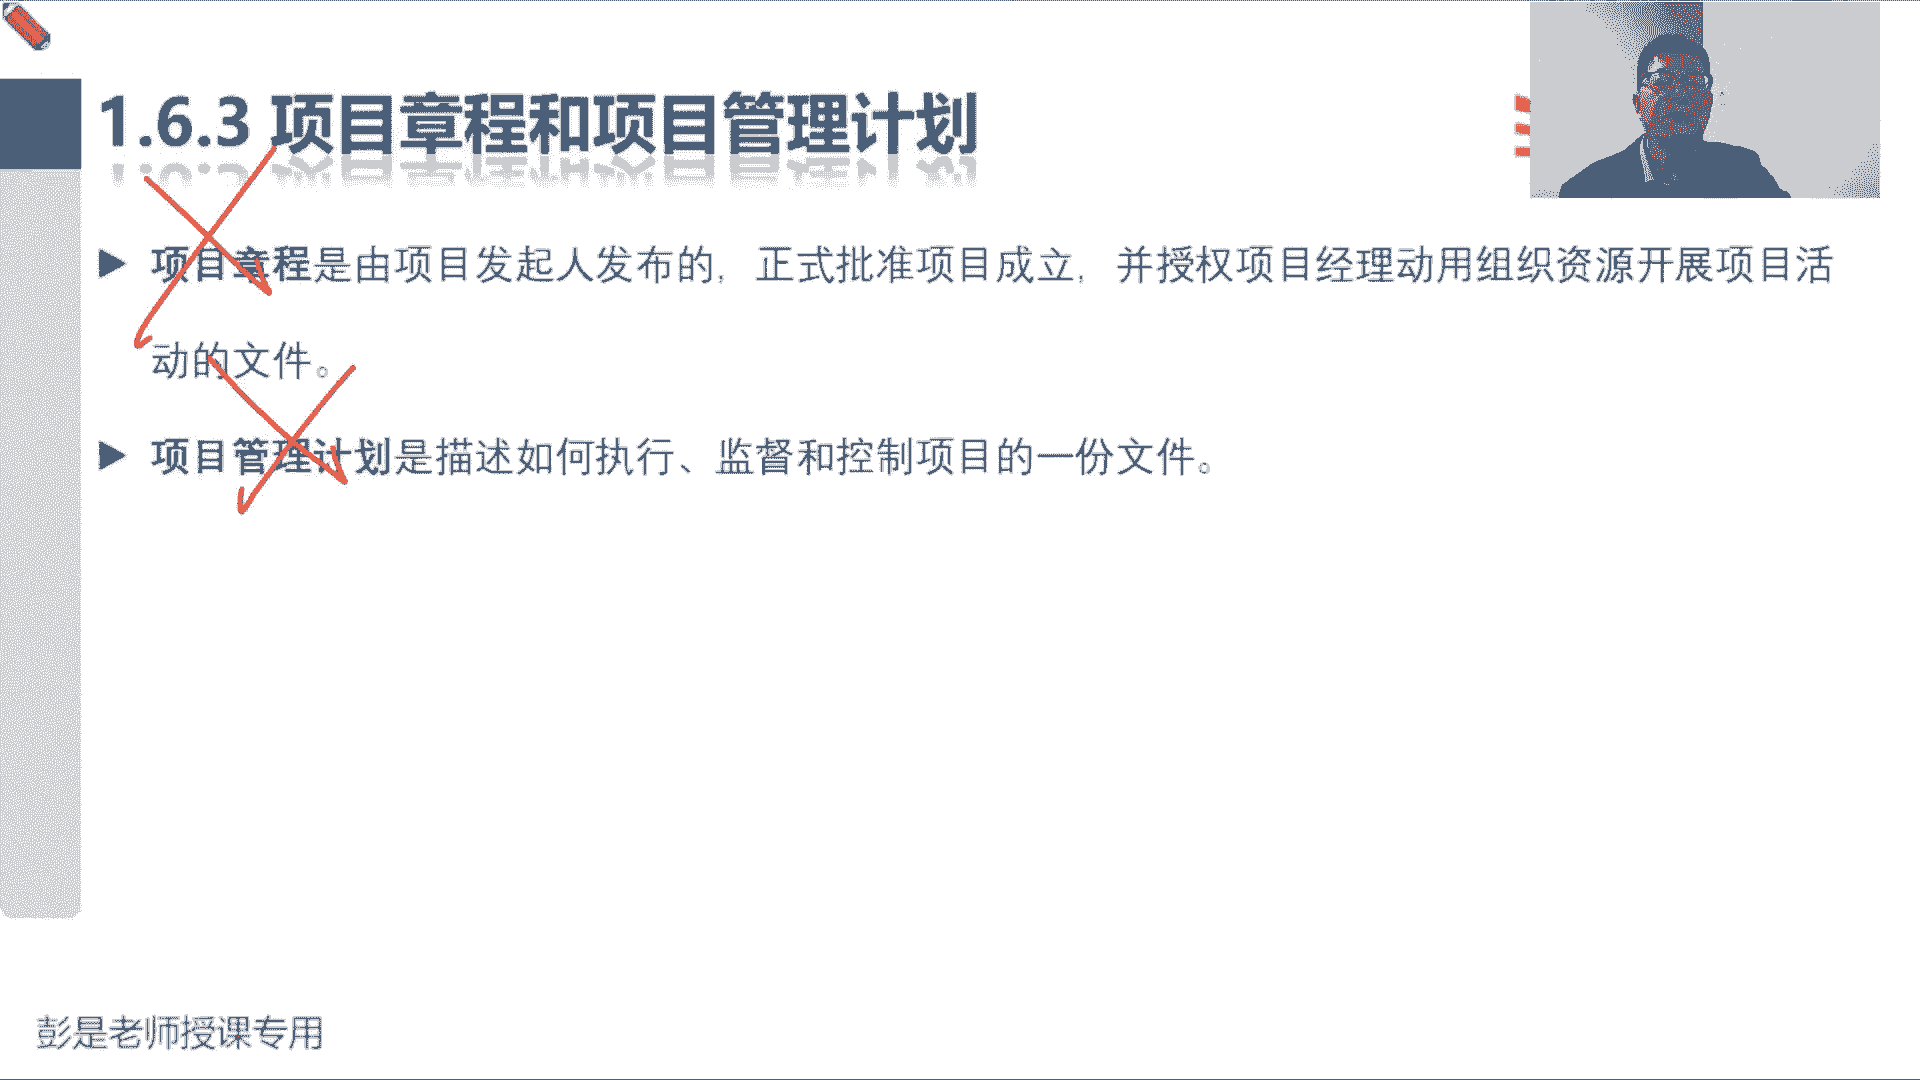 1.6.3 项目章程和项目管理计划
项目章程是由项目发起人发布的，正式批准项目成立，并授权项目经理动用组织资源开展项目活
动的文件。
项目管理计划是描述如何执行、监督和控制项目的一份文件。
彭是老师授课专用